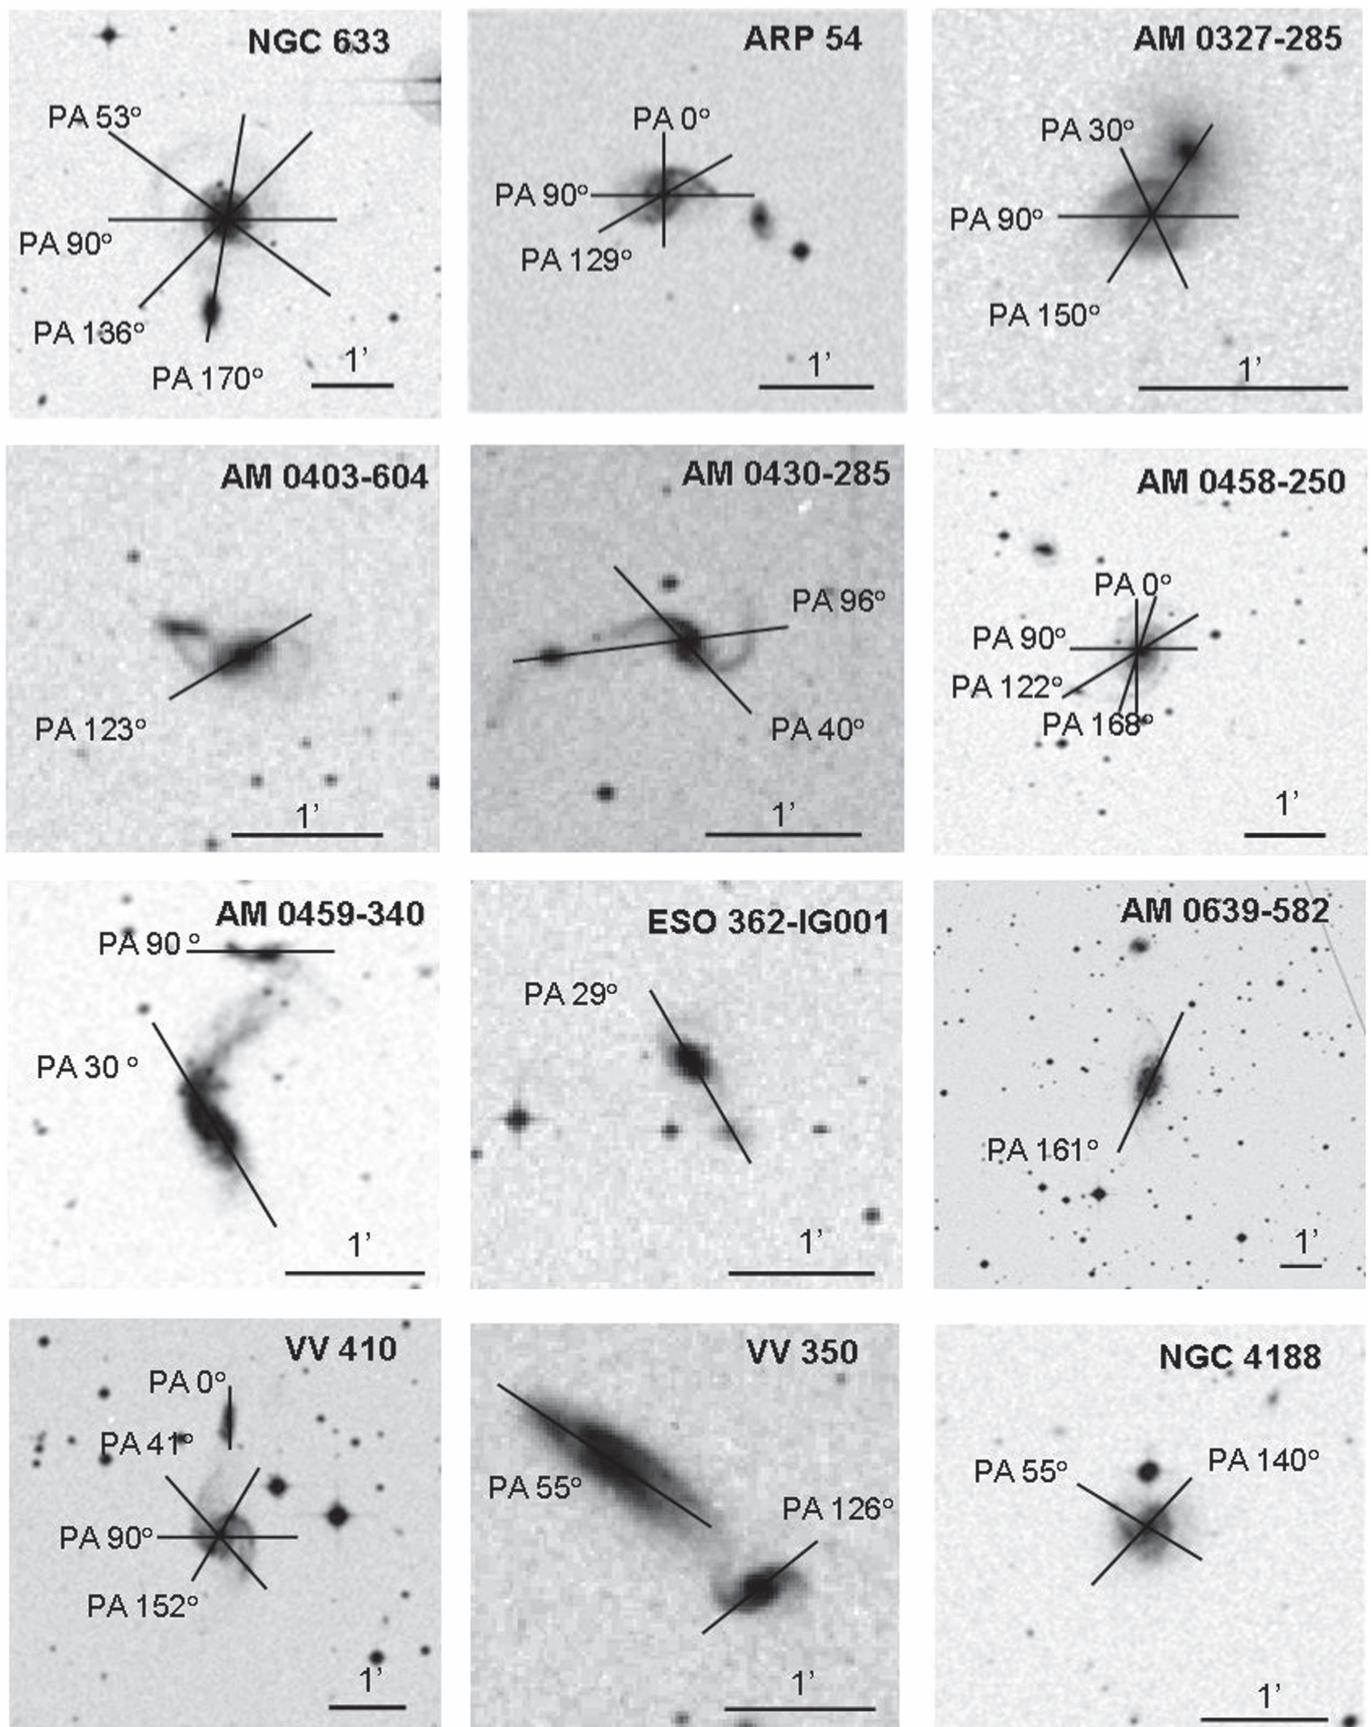 NGC 633
PA 53°
PA 90°
PA 136°
PA 170°
1’
ARP 54
PA 0°
PA 90°
PA 129°
1’
AM 0327-285
PA 30°
PA 90°
PA 150°
1’
AM 0403-604
PA 123°
1’
AM 0430-285
PA 96°
PA 40°
1’
AM 0458-250
PA 0°
PA 90°
PA 122°
PA 168°
1’
AM 0459-340
PA 90 °
PA 30 °
1’
ESO 362-IG001
PA 29°
1’
AM 0639-582
PA 161°
1’
VV 410
PA 0°
PA 41°
PA 90°
PA 152°
1’
VV 350
PA 55°
PA 126°
1’
NGC 4188
PA 55°
PA 140°
1’